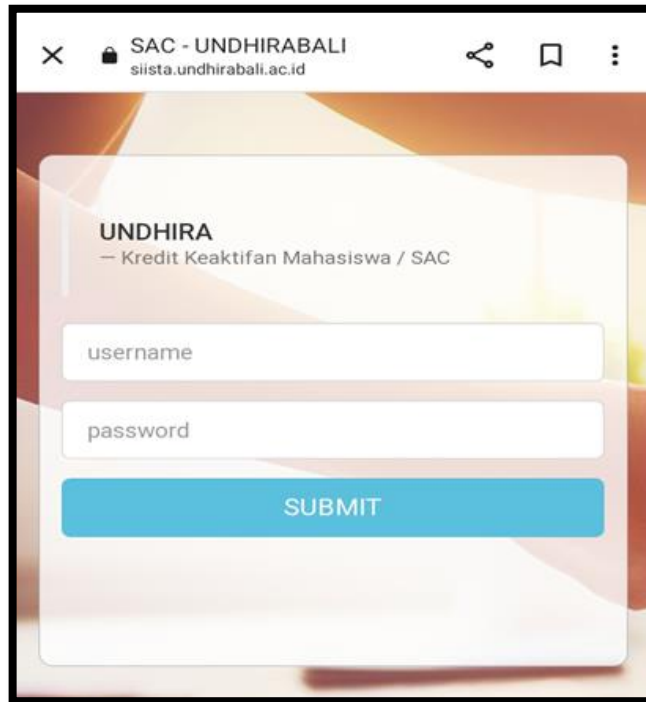 SAC - UNDHIRABALI
siista.undhirabali.ac.id
UNDHIRA
— Kredit Keaktifan Mahasiswa / SAC
username
password
SUBMIT